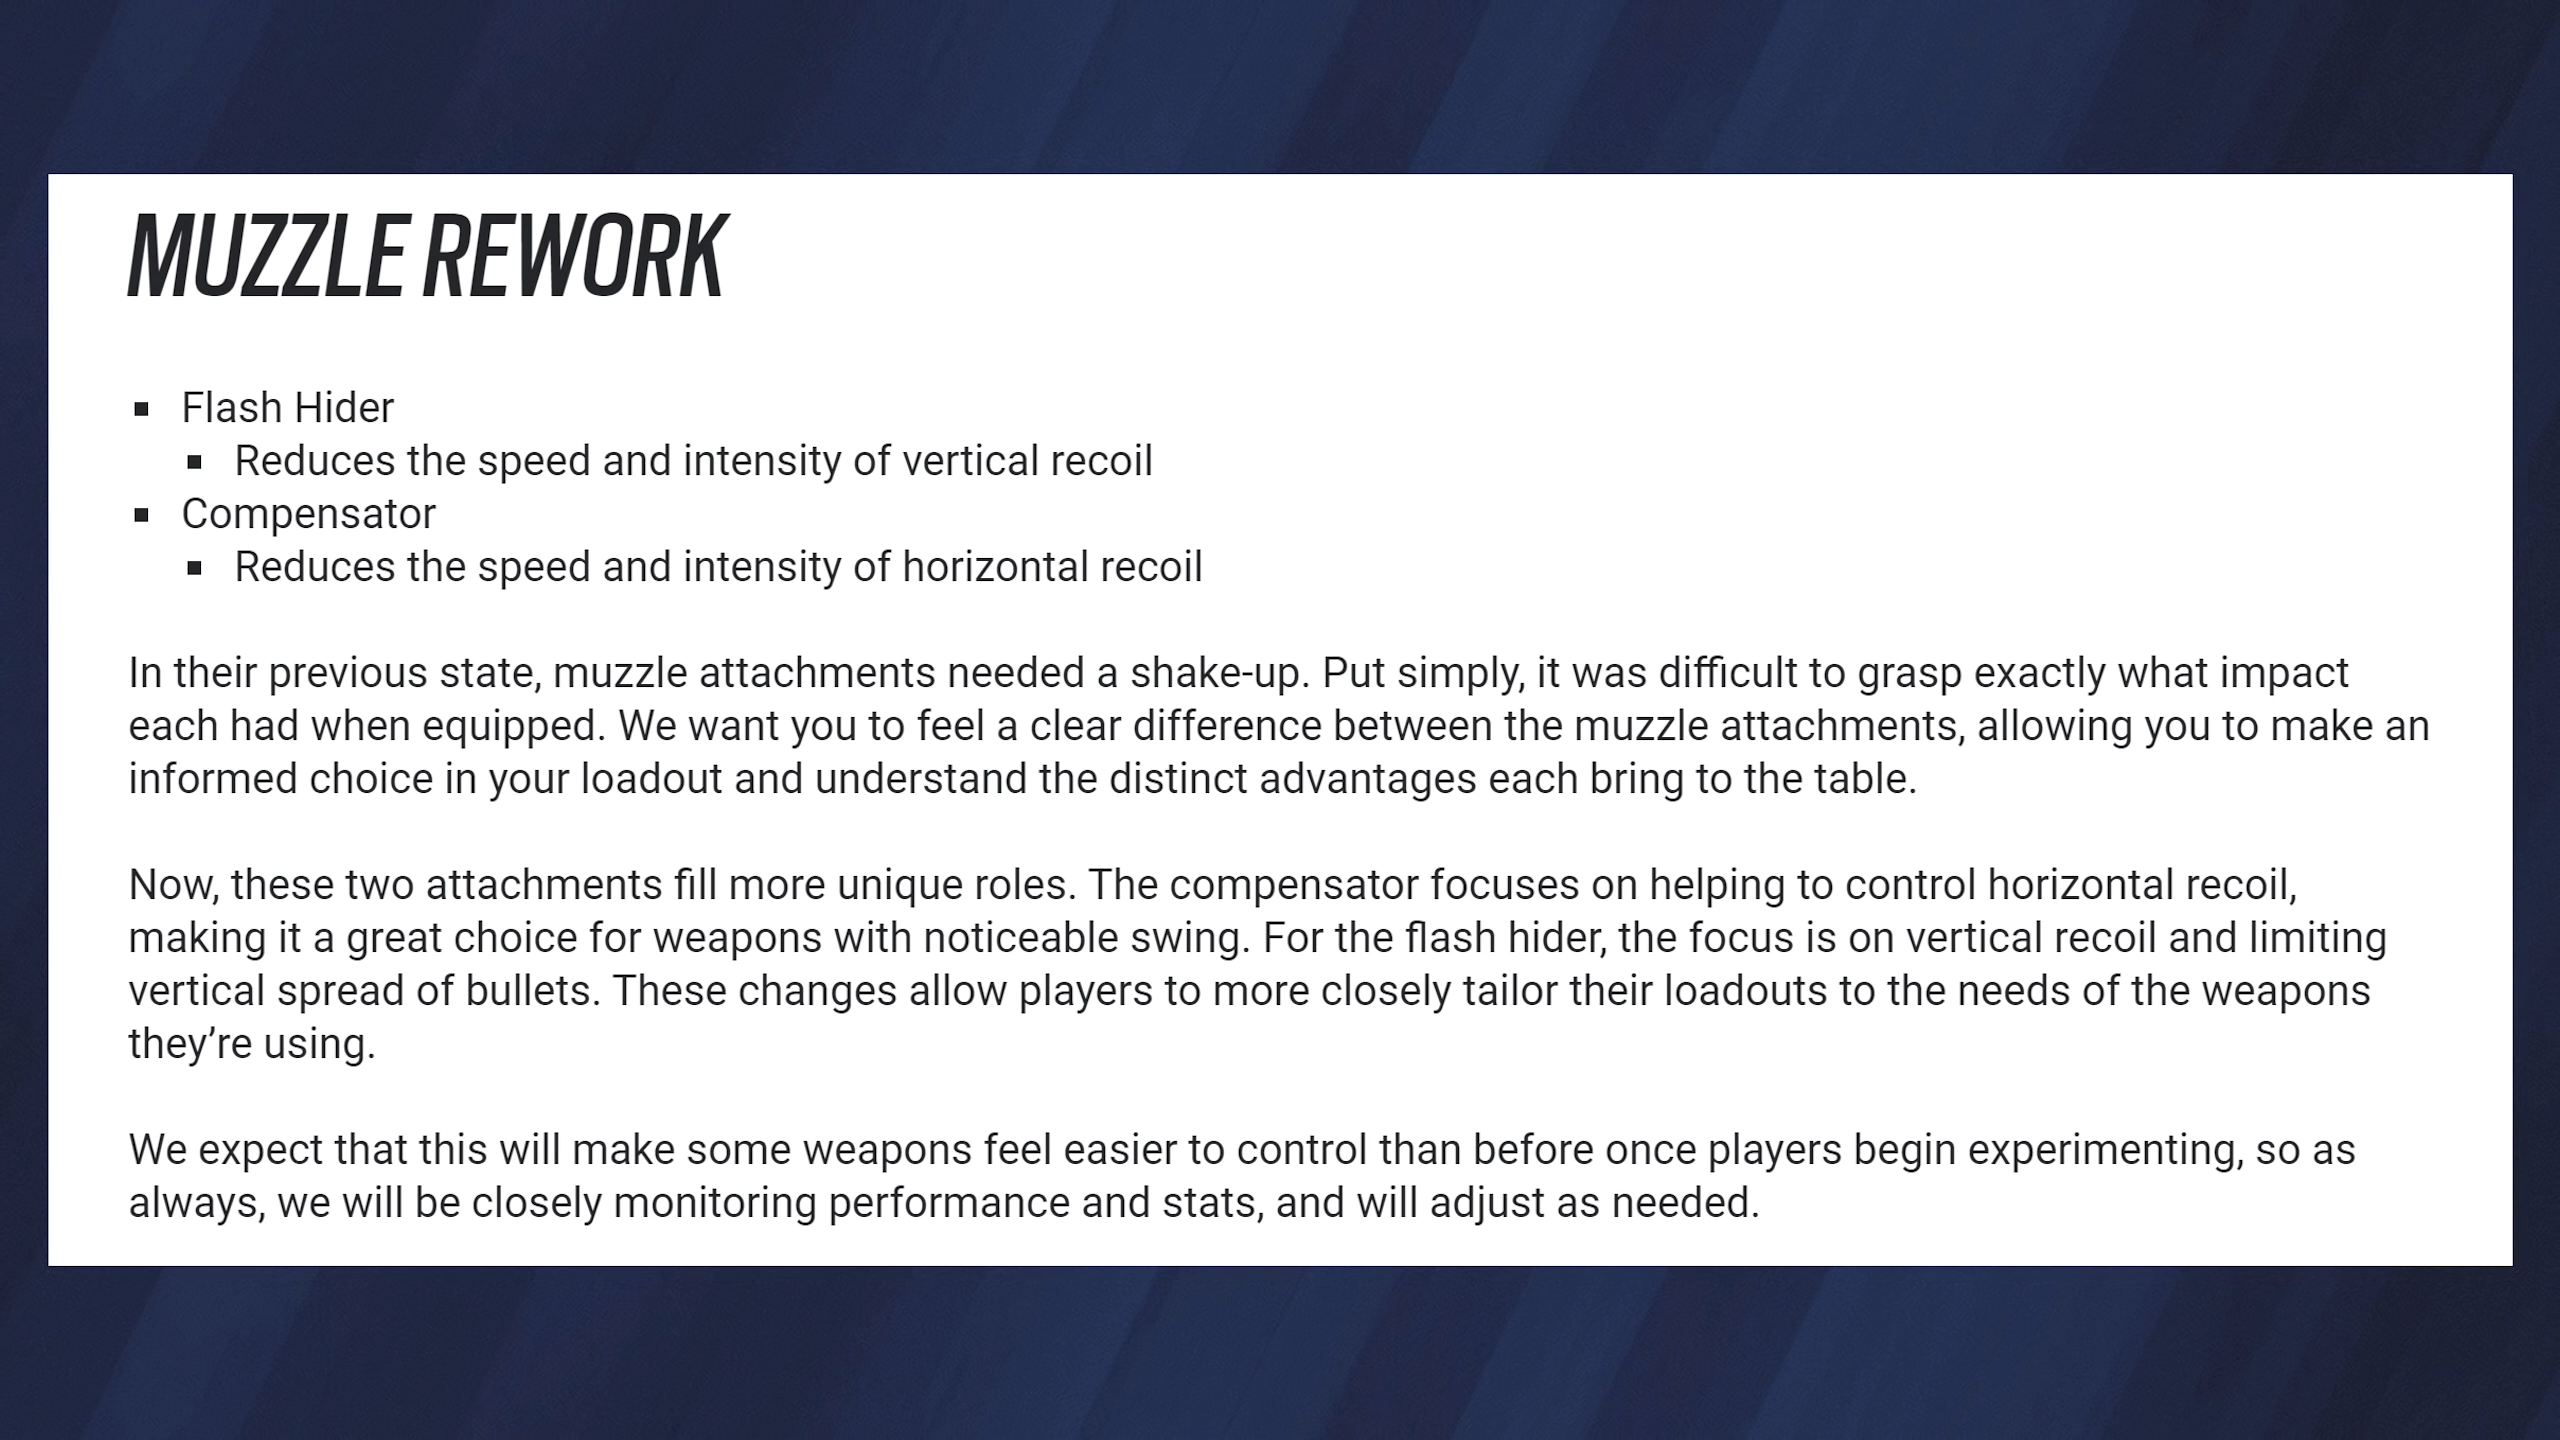 MUZZLE REWORK
▪ Flash Hider
▪ Reduces the speed and intensity of vertical recoil
▪ Compensator
▪ Reduces the speed and intensity of horizontal recoil
In their previous state, muzzle attachments needed a shake-up. Put simply, it was difficult to grasp exactly what impact
each had when equipped. We want you to feel a clear difference between the muzzle attachments, allowing you to make an
informed choice in your loadout and understand the distinct advantages each bring to the table.
Now, these two attachments fill more unique roles. The compensator focuses on helping to control horizontal recoil,
making it a great choice for weapons with noticeable swing. For the flash hider, the focus is on vertical recoil and limiting
vertical spread of bullets. These changes allow players to more closely tailor their loadouts to the needs of the weapons
they’re using.
We expect that this will make some weapons feel easier to control than before once players begin experimenting, so as
always, we will be closely monitoring performance and stats, and will adjust as needed.